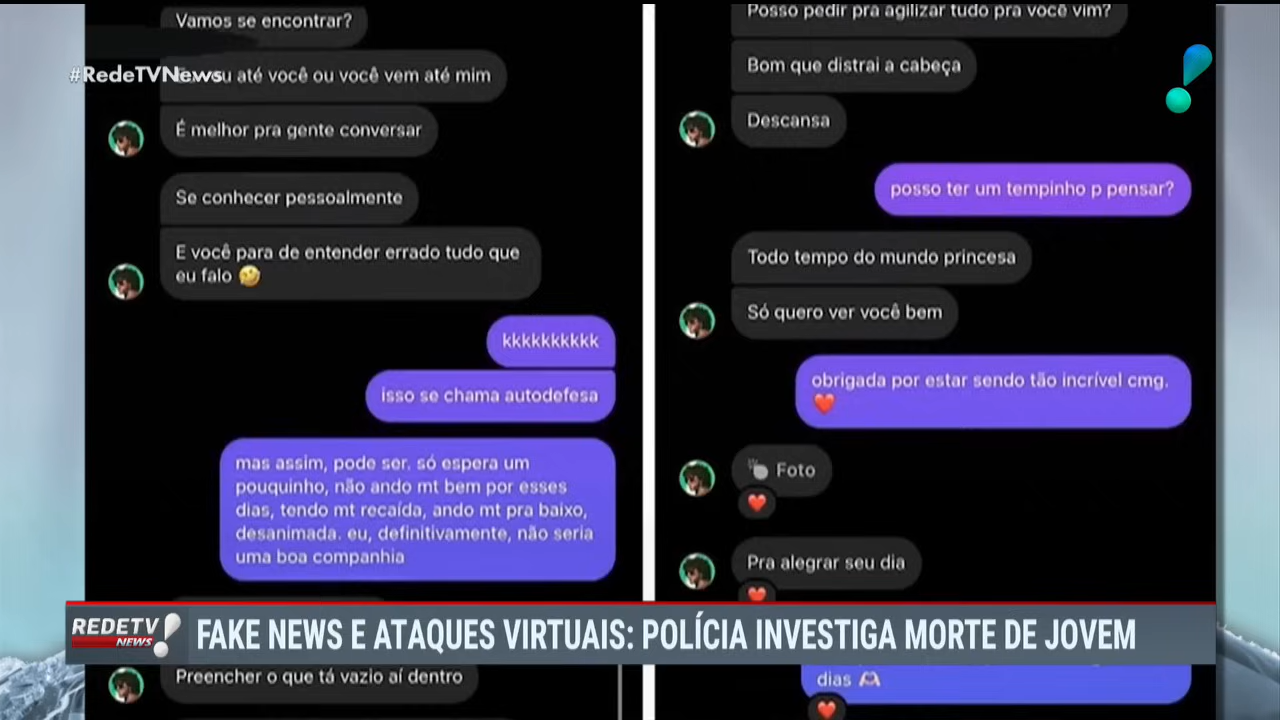 Vamos se encontrar?
vou até você ou você vem até mim
É melhor pra gente conversar
Se conhecer pessoalmente
E você para de entender errado tudo que
eu falo 🤣
kkkkkkkkkk
isso se chama autodefesa
mas assim, pode ser. só espera um
pouquinho, não ando mt bem por esses
dias, tendo mt recaída, ando mt pra baixo,
desanimada. eu, definitivamente, não seria
uma boa companhia
Preencher o que tá vazio aí dentro
Posso pedir pra agilizar tudo pra você vim?
Bom que distrai a cabeça
Descansa
posso ter um tempinho p pensar?
Todo tempo do mundo princesa
Só quero ver você bem
obrigada por estar sendo tão incrível cmg.
❤️
Foto
❤️
Pra alegrar seu dia
❤️
dias 🫶🏼
❤️
#RedeTVNews
REDETV!
NEWS
FAKE NEWS E ATAQUES VIRTUAIS: POLÍCIA INVESTIGA MORTE DE JOVEM